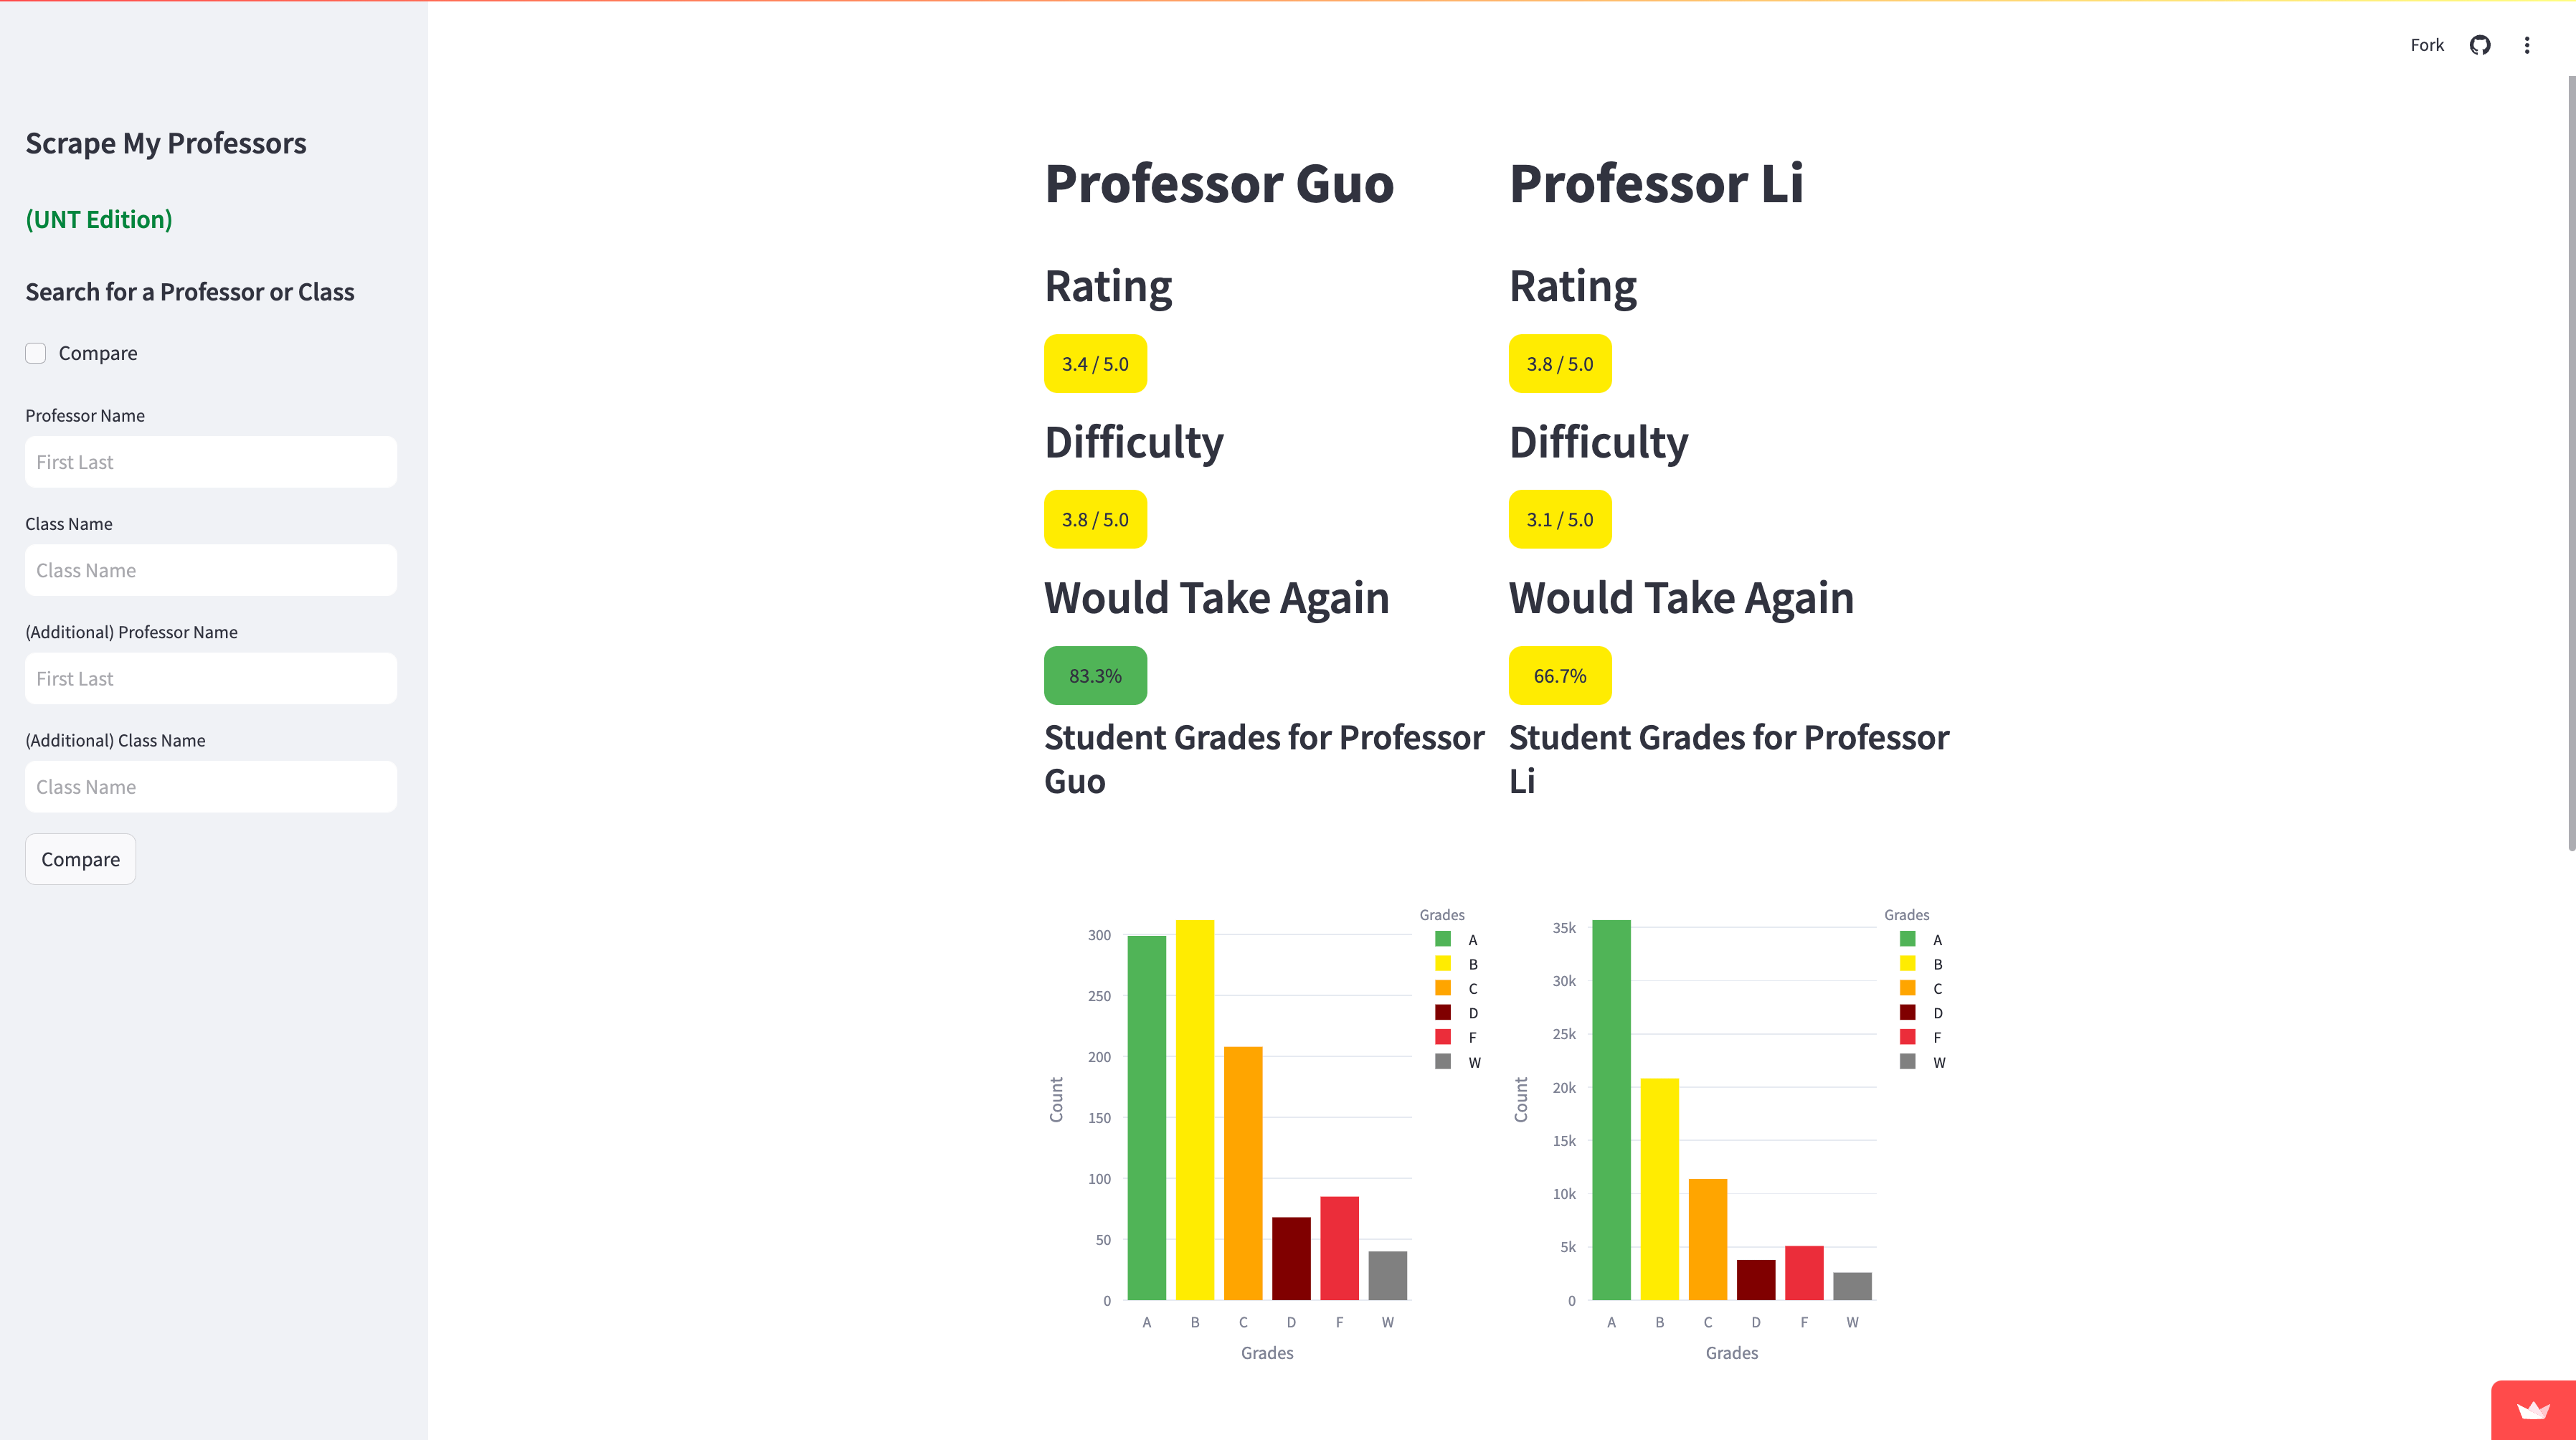 Fork
Scrape My Professors
(UNT Edition)
Search for a Professor or Class
Compare
Professor Name
First Last
Class Name
Class Name
(Additional) Professor Name
First Last
(Additional) Class Name
Class Name
Compare
Professor Guo
Rating
3.4 / 5.0
Difficulty
3.8 / 5.0
Would Take Again
83.3%
Student Grades for Professor
Guo
Grades
A
B
C
D
F
W
Count
300
250
200
150
100
50
0
A B C D F W
Grades
Professor Li
Rating
3.8 / 5.0
Difficulty
3.1 / 5.0
Would Take Again
66.7%
Student Grades for Professor
Li
Grades
A
B
C
D
F
W
Count
35k
30k
25k
20k
15k
10k
5k
0
A B C D F W
Grades